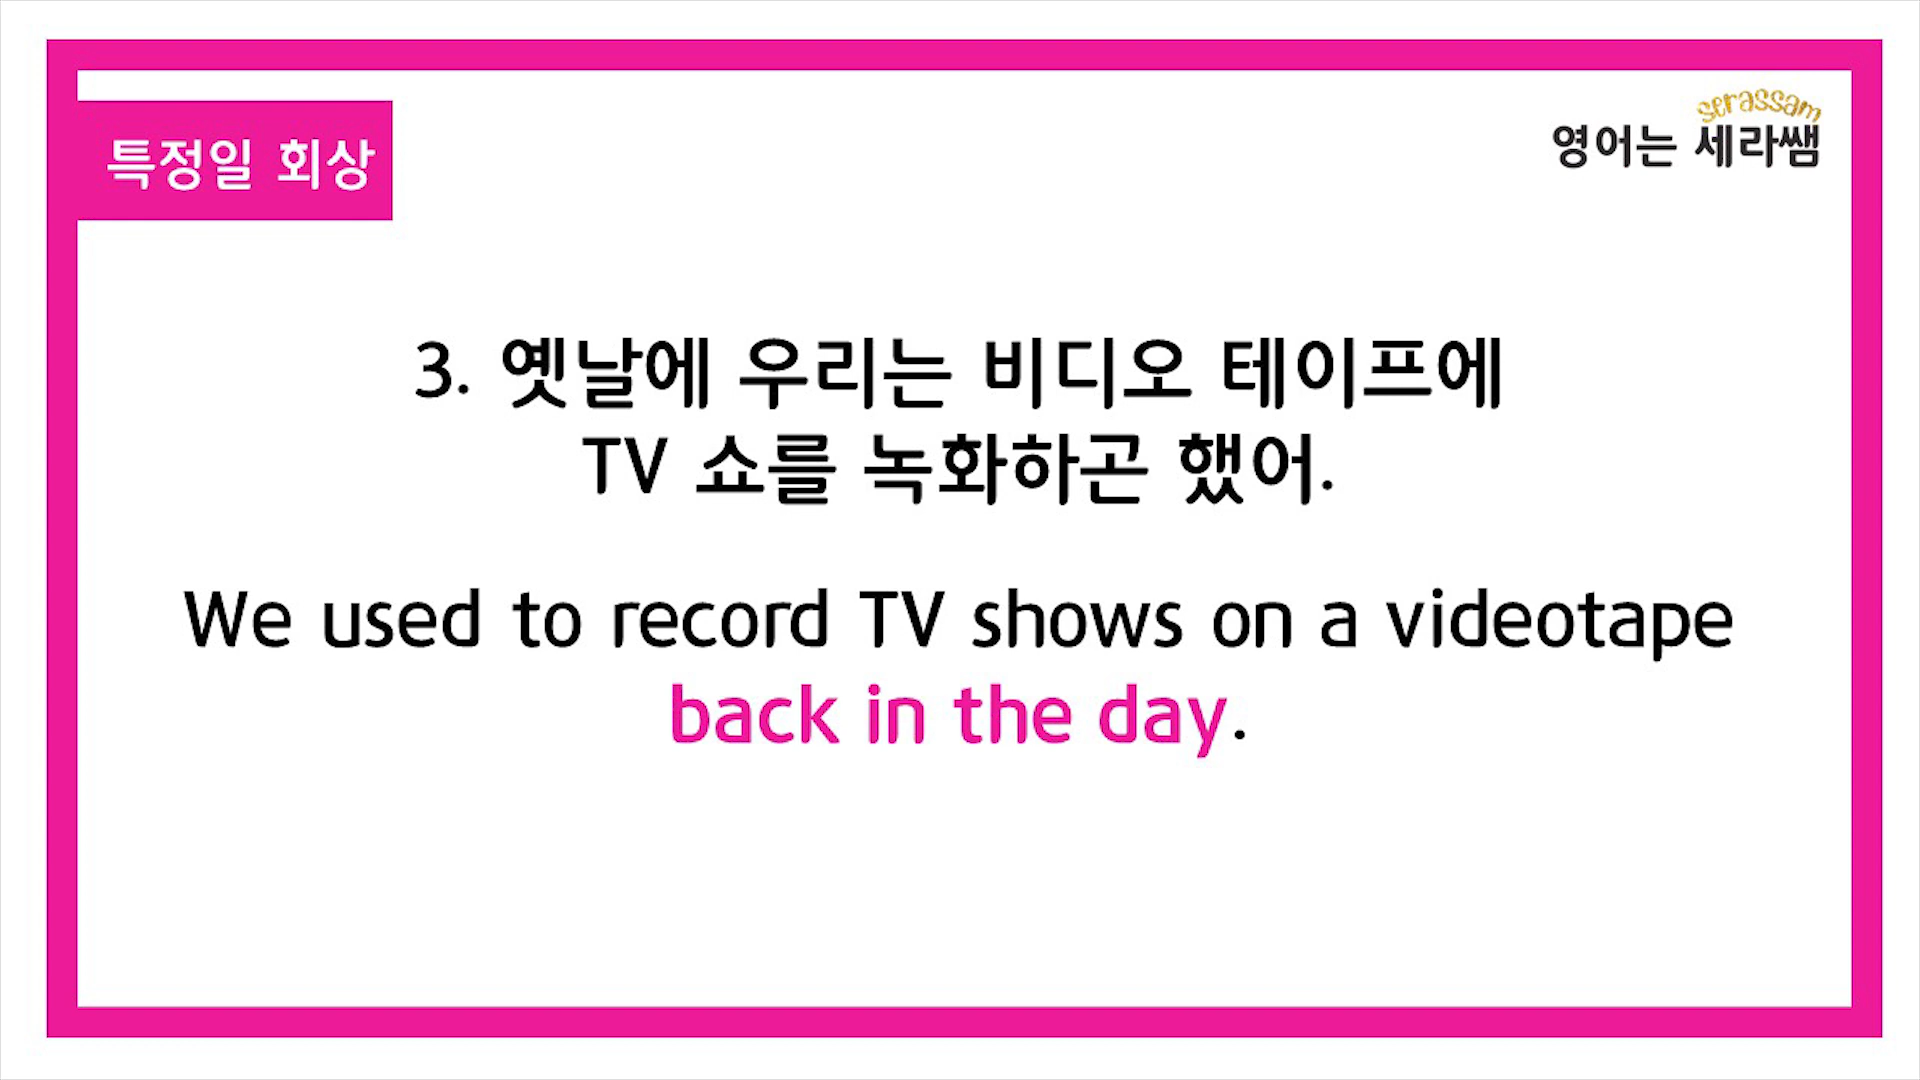 특정일 회상
serassam
영어는 세라쌤
3. 옛날에 우리는 비디오 테이프에
TV 쇼를 녹화하곤 했어.
We used to record TV shows on a videotape
back in the day.